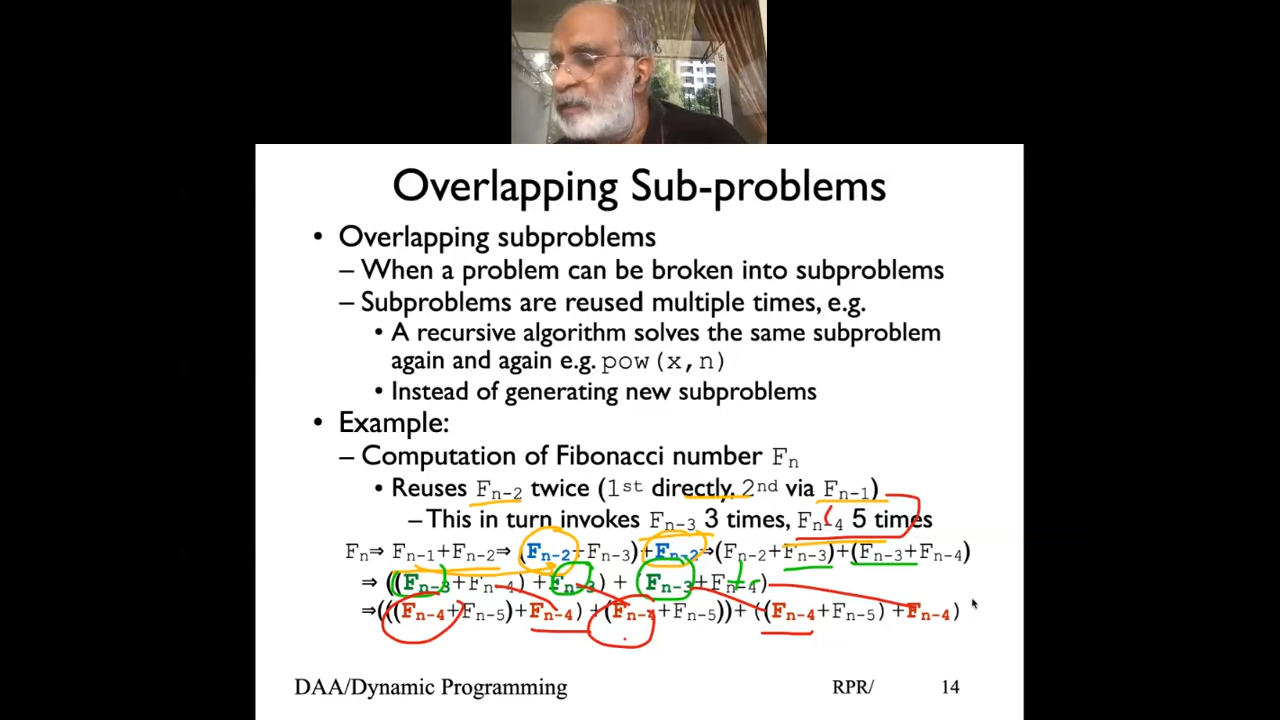 Overlapping Sub-problems
• Overlapping subproblems
– When a problem can be broken into subproblems
– Subproblems are reused multiple times, e.g.
• A recursive algorithm solves the same subproblem
again and again e.g. pow(x,n)
• Instead of generating new subproblems
• Example:
– Computation of Fibonacci number Fn
• Reuses Fn-2 twice (1st directly. 2nd via Fn-1)
–This in turn invokes Fn-3 3 times, Fn-4 5 times
Fn⇒ Fn-1+Fn-2⇒ (Fn-2+Fn-3)+Fn-2⇒(Fn-2+Fn-3)+(Fn-3+Fn-4)
⇒ ((Fn-3+Fn-4) +Fn-3) + (Fn-3+Fn-4)
⇒(((Fn-4+Fn-5)+Fn-4) +(Fn-4+Fn-5))+ ((Fn-4+Fn-5) +Fn-4)
DAA/Dynamic Programming
RPR/
14